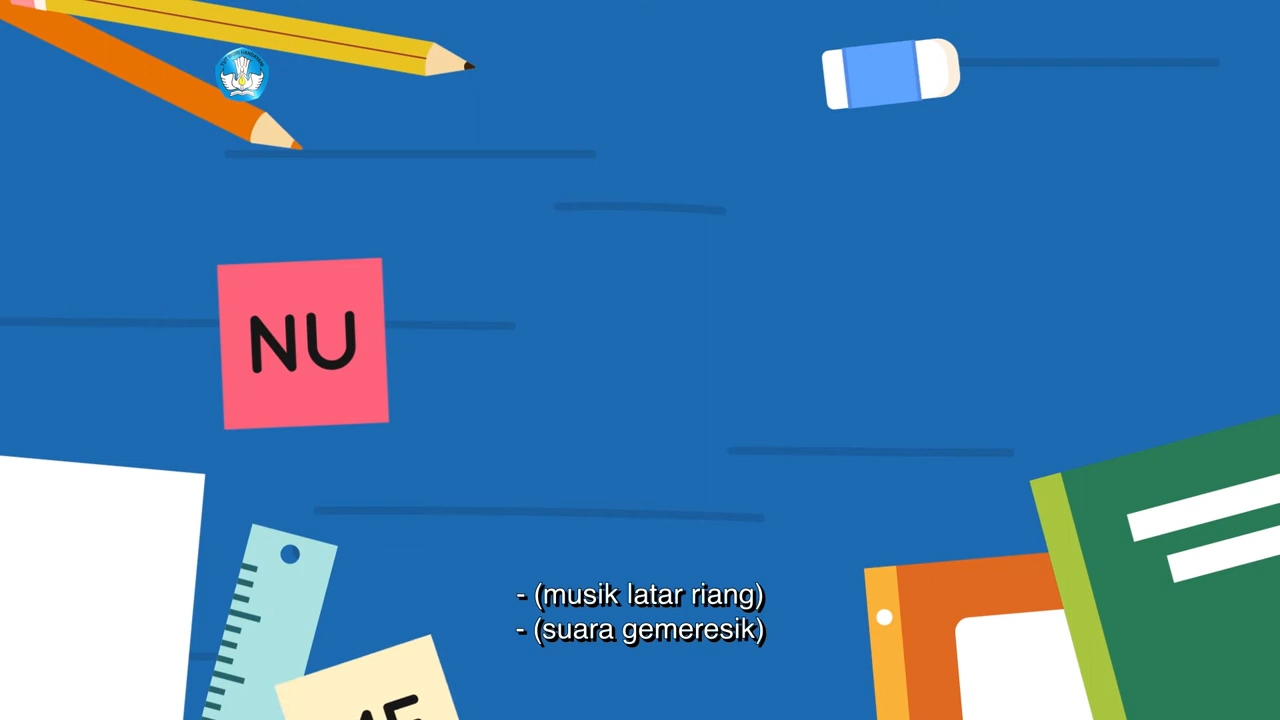 NU
- (musik latar riang)
- (suara gemeresik)